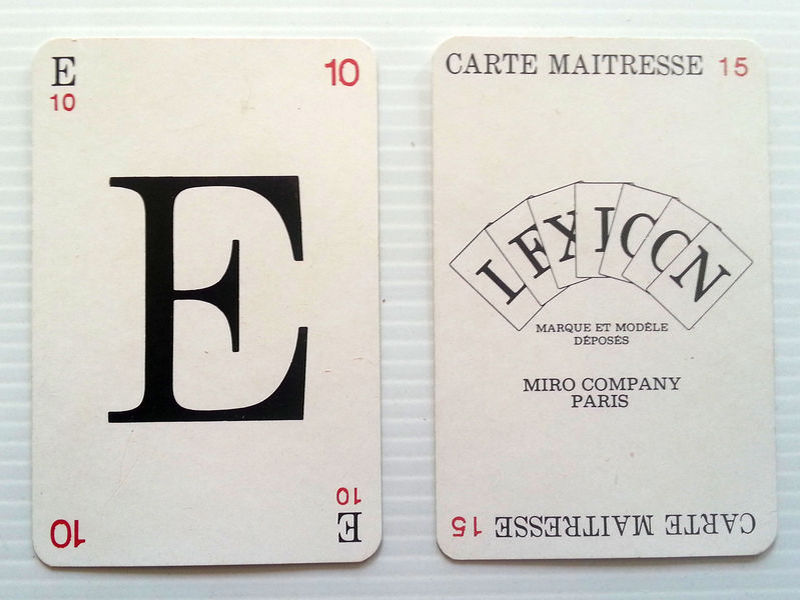 E 10
10
E
10
10
E
CARTE MAITRESSE 15
LEXICON
MARQUE ET MODÈLE
DÉPOSÉS
MIRO COMPANY
PARIS
CARTE MAITRESSE 15